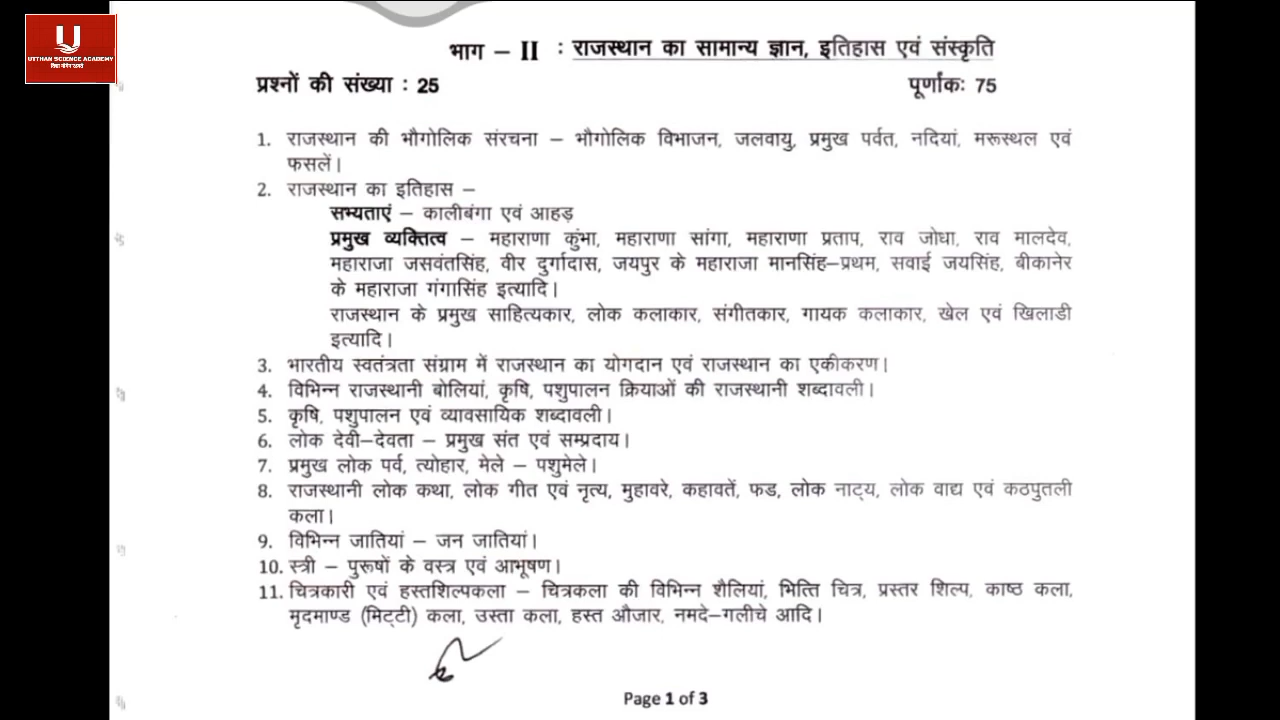 U
UTTHAN SCIENCE ACADEMY
भाग – II : राजस्थान का सामान्य ज्ञान, इतिहास एवं संस्कृति
प्रश्नों की संख्या : 25 पूर्णांकः 75
1. राजस्थान की भौगोलिक संरचना – भौगोलिक विभाजन, जलवायु, प्रमुख पर्वत, नदियां, मरूस्थल एवं
फसलें।
2. राजस्थान का इतिहास –
सभ्यताएं – कालीबंगा एवं आहड़
प्रमुख व्यक्तित्व – महाराणा कुंभा, महाराणा सांगा, महाराणा प्रताप, राव जोधा, राव मालदेव,
महाराजा जसवंतसिंह, वीर दुर्गादास, जयपुर के महाराजा मानसिंह–प्रथम, सवाई जयसिंह, बीकानेर
के महाराजा गंगासिंह इत्यादि।
राजस्थान के प्रमुख साहित्यकार, लोक कलाकार, संगीतकार, गायक कलाकार, खेल एवं खिलाडी
इत्यादि।
3. भारतीय स्वतंत्रता संग्राम में राजस्थान का योगदान एवं राजस्थान का एकीकरण।
4. विभिन्न राजस्थानी बोलियां, कृषि, पशुपालन क्रियाओं की राजस्थानी शब्दावली।
5. कृषि, पशुपालन एवं व्यावसायिक शब्दावली।
6. लोक देवी–देवता – प्रमुख संत एवं सम्प्रदाय।
7. प्रमुख लोक पर्व, त्योहार, मेले – पशुमेले।
8. राजस्थानी लोक कथा, लोक गीत एवं नृत्य, मुहावरे, कहावतें, फड, लोक नाट्य, लोक वाद्य एवं कठपुतली
कला।
9. विभिन्न जातियां – जन जातियां।
10. स्त्री – पुरूषों के वस्त्र एवं आभूषण।
11. चित्रकारी एवं हस्तशिल्पकला – चित्रकला की विभिन्न शैलियां, भित्ति चित्र, प्रस्तर शिल्प, काष्ठ कला,
मृदमाण्ड (मिट्टी) कला, उस्ता कला, हस्त औजार, नमदे–गलीचे आदि।
Page 1 of 3